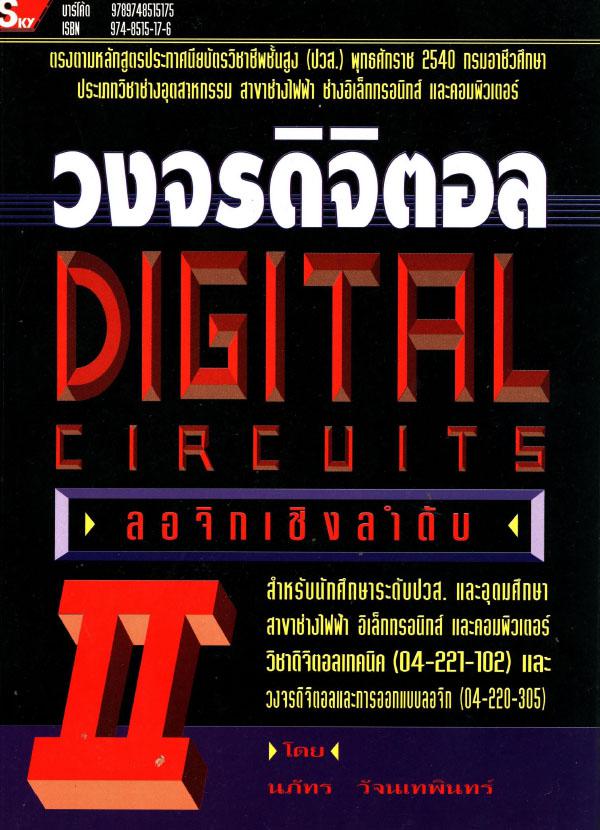 SKY
บาร์โค้ด 9789748515175
ISBN 974-8515-17-6
ตรงตามหลักสูตรประกาศนียบัตรวิชาชีพชั้นสูง (ปวส.) พุทธศักราช 2540 กรมอาชีวศึกษา
ประเภทวิชาช่างอุตสาหกรรม สาขาช่างไฟฟ้า ช่างอิเล็กทรอนิกส์ และคอมพิวเตอร์
วงจรดิจิตอล
DIGITAL
CIRCUITS
ลอจิกเชิงลำดับ
II
สำหรับนักศึกษาระดับปวส. และอุดมศึกษา
สาขาช่างไฟฟ้า อิเล็กทรอนิกส์ และคอมพิวเตอร์
วิชาดิจิตอลเทคนิค (04-221-102) และ
วงจรดิจิตอลและการออกแบบลอจิก (04-220-305)
โดย
นภัทร วัจนเทพินทร์